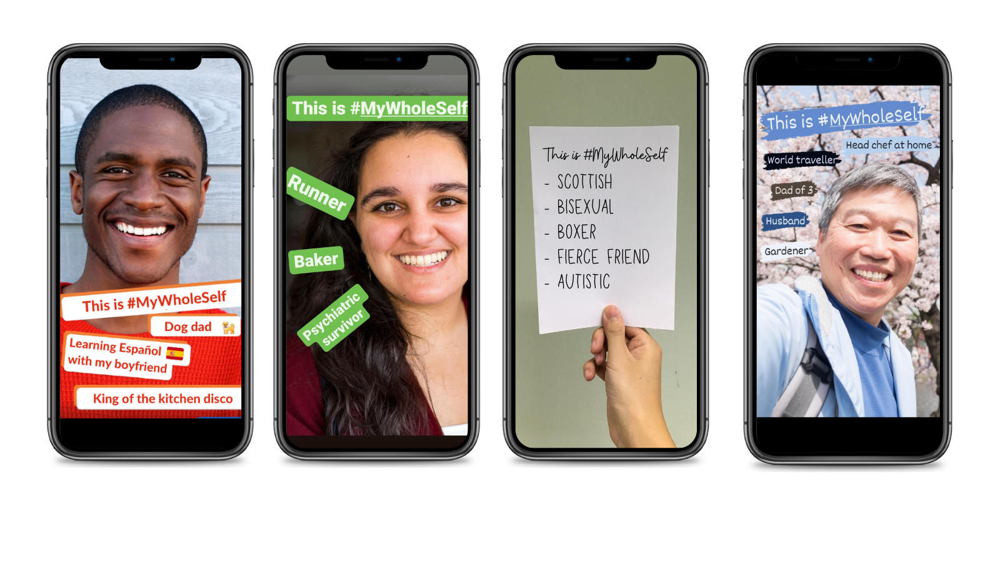 This is #MyWholeSelf
Dog dad
Learning Español
with my boyfriend
King of the kitchen disco
This is #MyWholeSelf
Runner
Baker
Psychiatric
survivor
This is #MyWholeSelf
- SCOTTISH
- BISEXUAL
- BOXER
- FIERCE FRIEND
- AUTISTIC
This is #MyWholeSelf
Head chef at home
World traveller
Dad of 3
Husband
Gardener